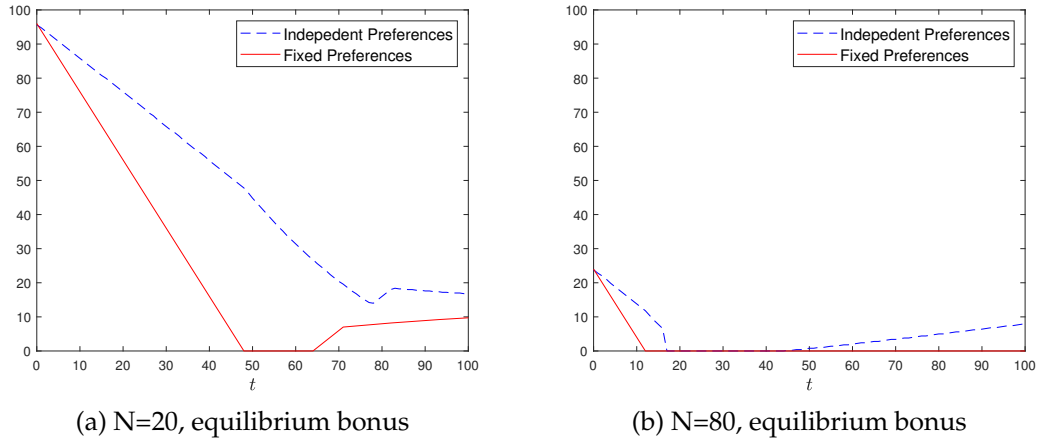 100
90
80
70
60
50
40
30
20
10
0
0 10 20 30 40 50 60 70 80 90 100
t
Indepedent Preferences
Fixed Preferences
(a) N=20, equilibrium bonus
100
90
80
70
60
50
40
30
20
10
0
0 10 20 30 40 50 60 70 80 90 100
t
Indepedent Preferences
Fixed Preferences
(b) N=80, equilibrium bonus